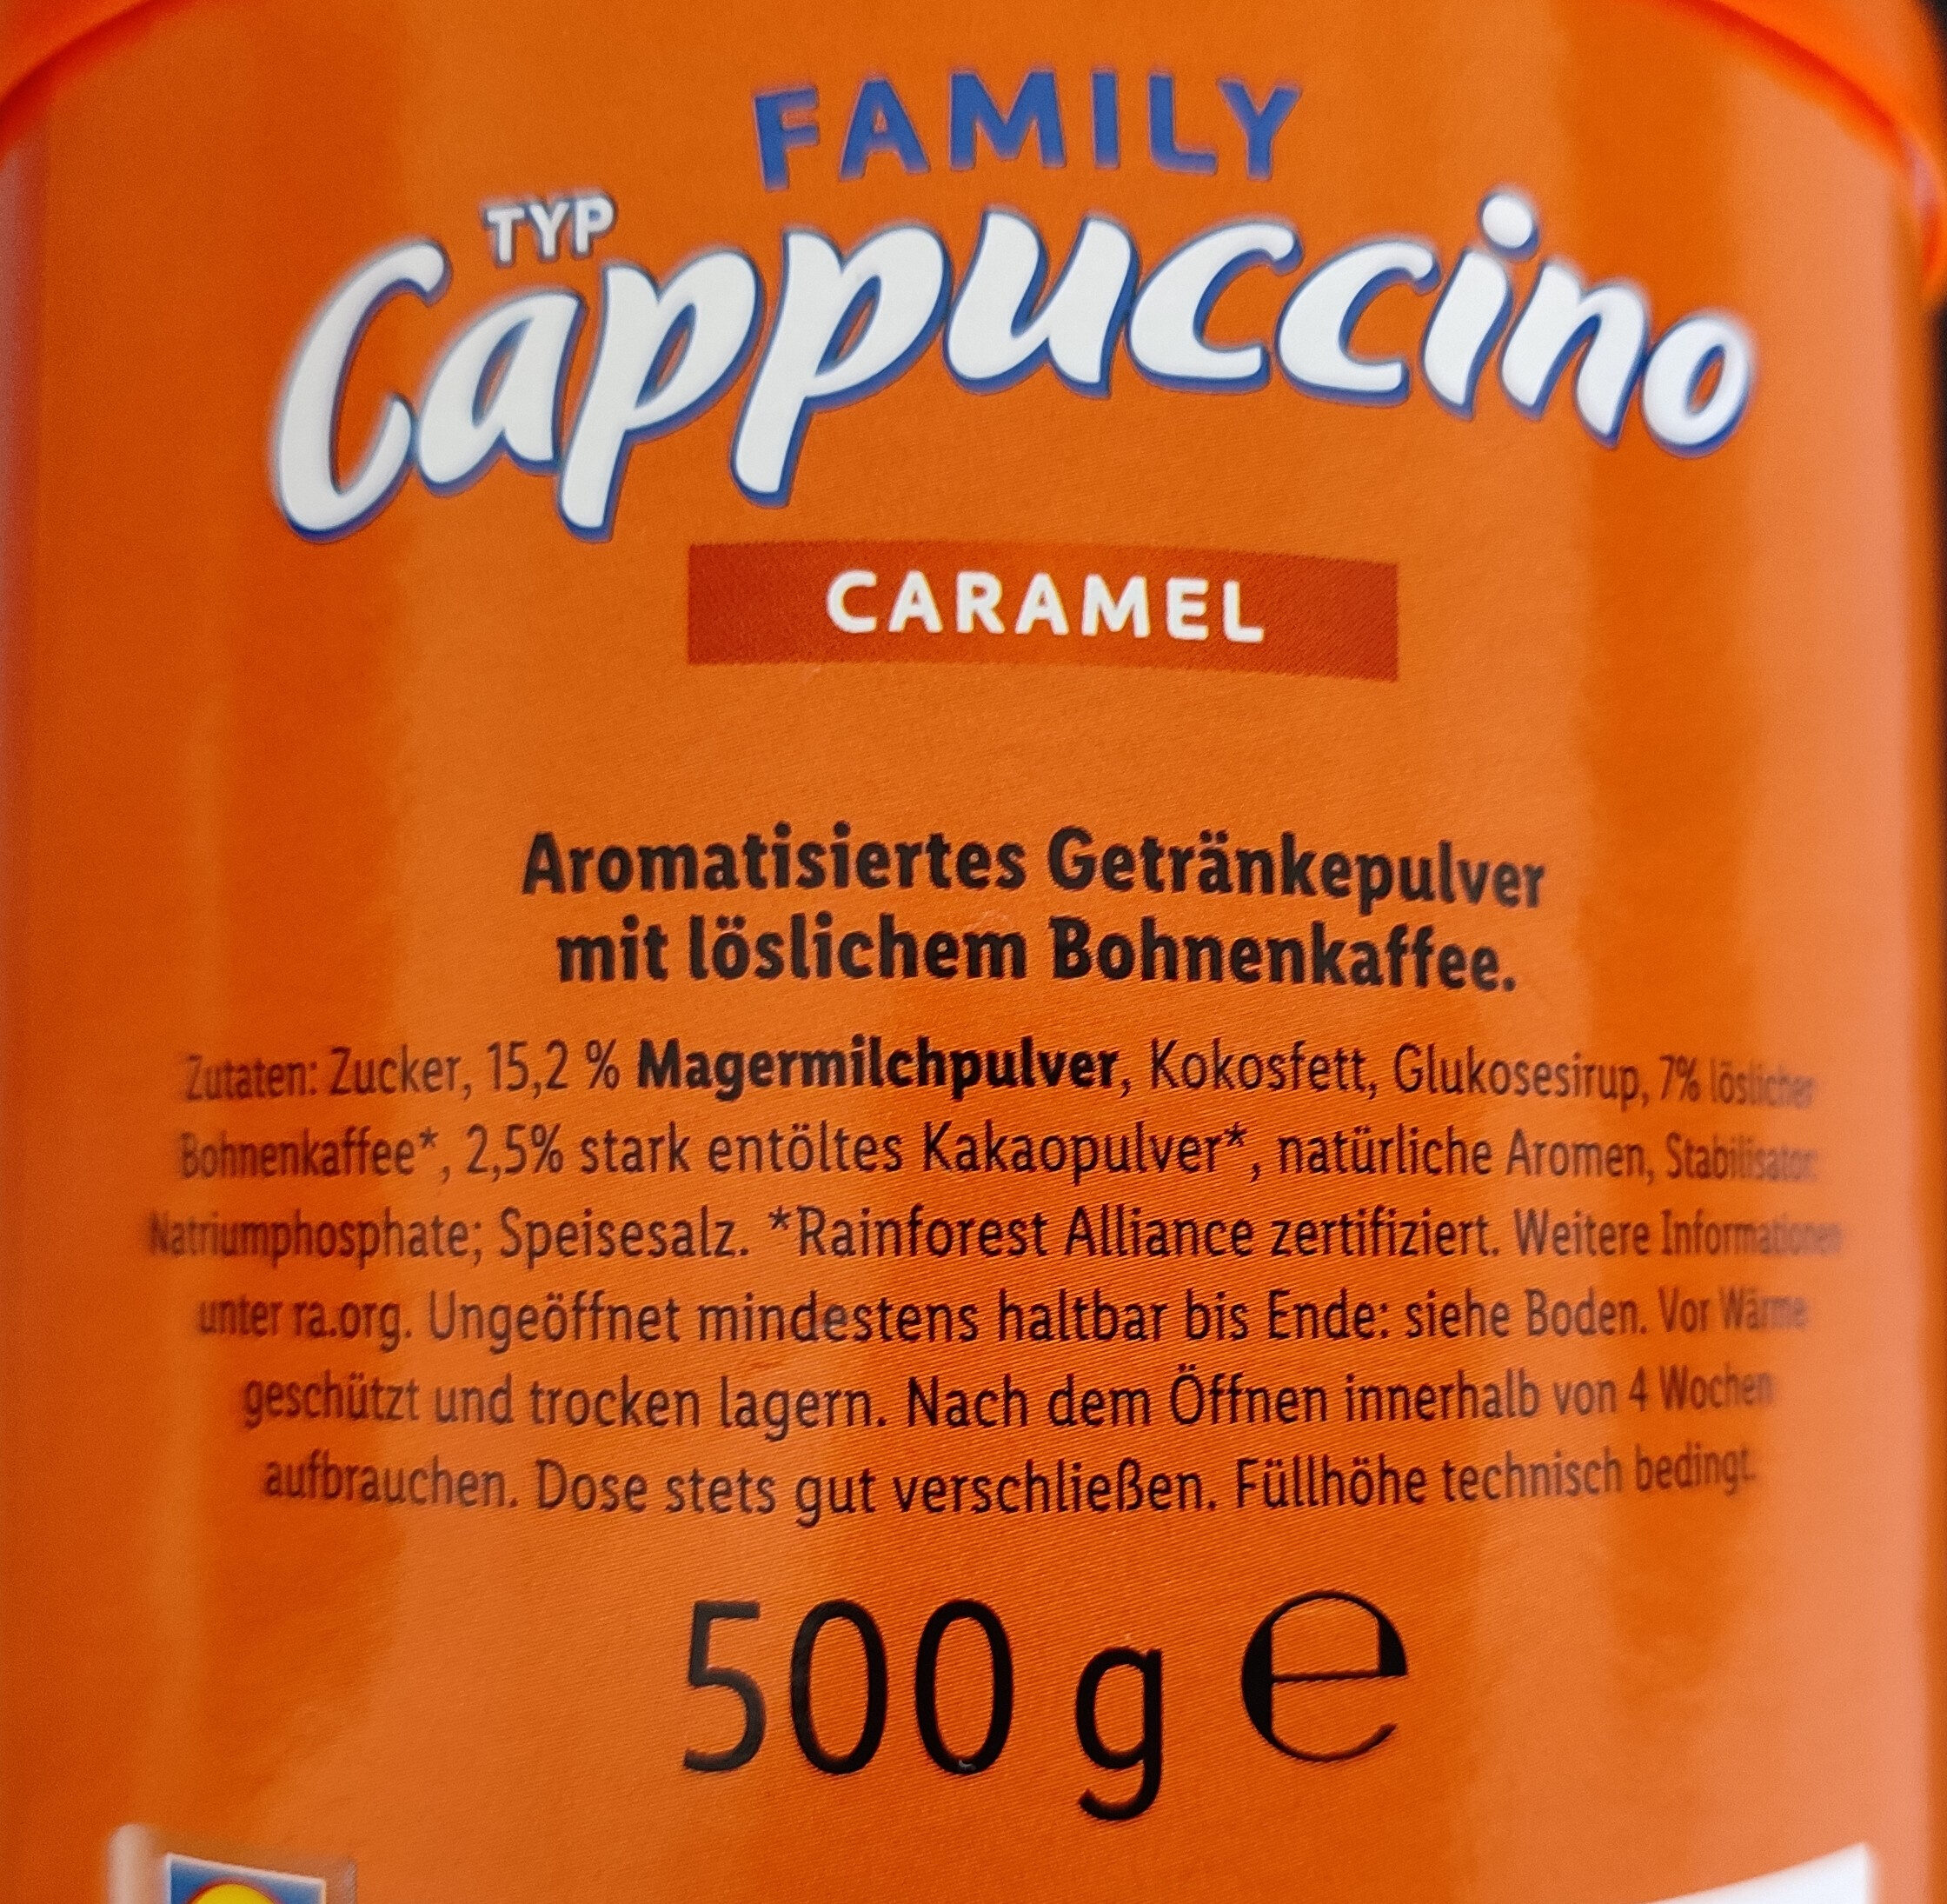 FAMILY
TYP
Cappuccino
CARAMEL
Aromatisiertes Getränkepulver
mit löslichem Bohnenkaffee.
Zutaten: Zucker, 15,2 % Magermilchpulver, Kokosfett, Glukosesirup, 7% löslicher
Bohnenkaffee*, 2,5% stark entöltes Kakaopulver*, natürliche Aromen, Stabilisator:
Natriumphosphate; Speisesalz. *Rainforest Alliance zertifiziert. Weitere Informationen
unter ra.org. Ungeöffnet mindestens haltbar bis Ende: siehe Boden. Vor Wärme
geschützt und trocken lagern. Nach dem Öffnen innerhalb von 4 Wochen
aufbrauchen. Dose stets gut verschließen. Füllhöhe technisch bedingt.
500 g ℮